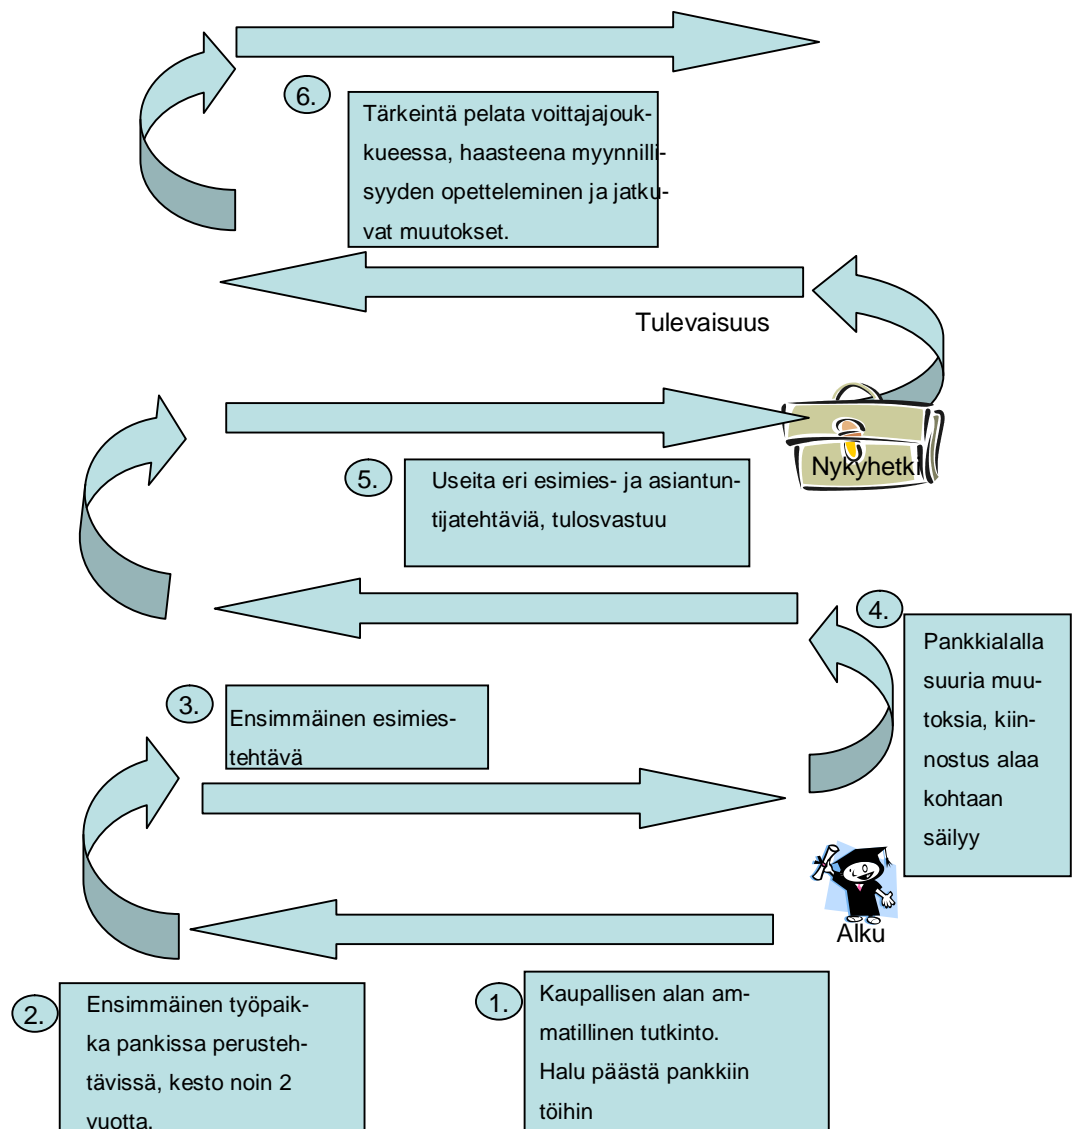 6.
Tärkeintä pelata voittajajouk-
kueessa, haasteena myynnilli-
syyden opetteleminen ja jatku-
vat muutokset.
Tulevaisuus
Nykyhetki
5.
Useita eri esimies- ja asiantun-
tijatehtäviä, tulosvastuu
4.
Pankkialalla
suuria muu-
toksia, kiin-
nostus alaa
kohtaan
säilyy
3.
Ensimmäinen esimies-
tehtävä
Alku
2.
Ensimmäinen työpaik-
ka pankissa perusteh-
tävissä, kesto noin 2
vuotta.
1.
Kaupallisen alan am-
matillinen tutkinto.
Halu päästä pankkiin
töihin